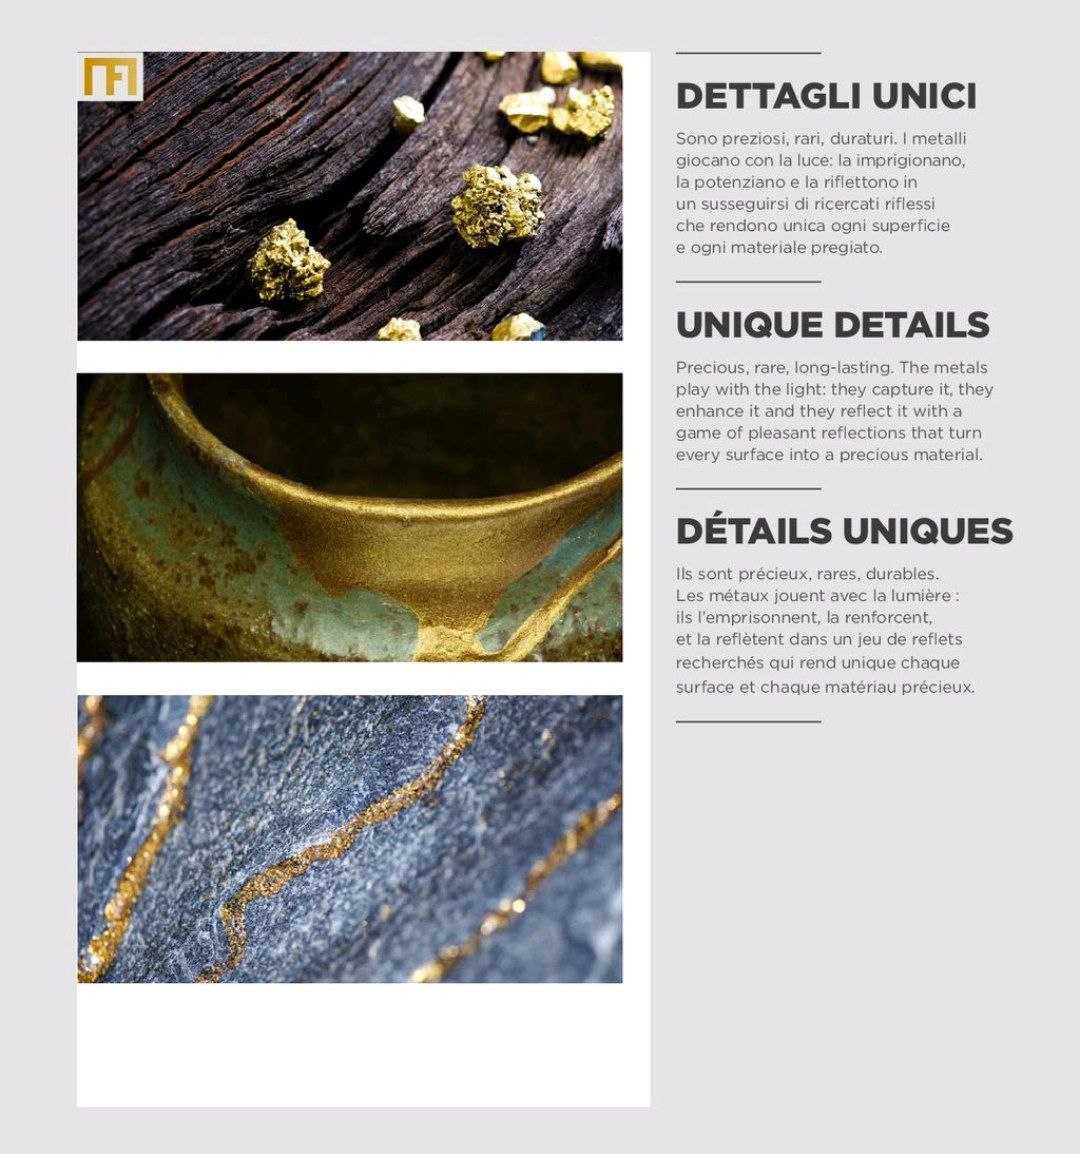 DETTAGLI UNICI
Sono preziosi, rari, duraturi. I metalli
giocano con la luce: la imprigionano,
la potenziano e la riflettono in
un susseguirsi di ricercati riflessi
che rendono unica ogni superficie
e ogni materiale pregiato.
UNIQUE DETAILS
Precious, rare, long-lasting. The metals
play with the light: they capture it, they
enhance it and they reflect it with a
game of pleasant reflections that turn
every surface into a precious material.
DÉTAILS UNIQUES
Ils sont précieux, rares, durables.
Les métaux jouent avec la lumière :
ils l'emprisonnent, la renforcent,
et la reflètent dans un jeu de reflets
recherchés qui rend unique chaque
surface et chaque matériau précieux.